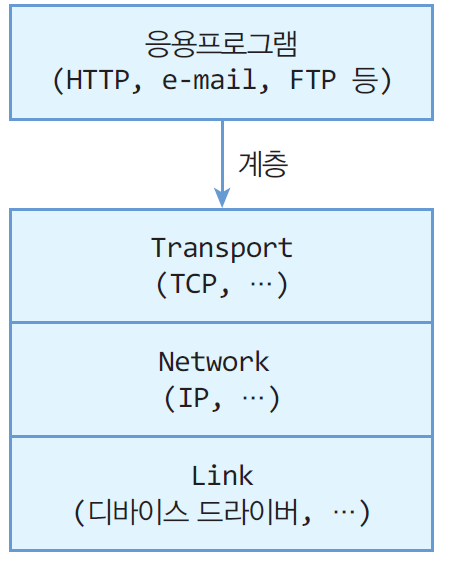 응용프로그램
(HTTP, e-mail, FTP 등)
계층
Transport
(TCP, …)
Network
(IP, …)
Link
(디바이스 드라이버, …)